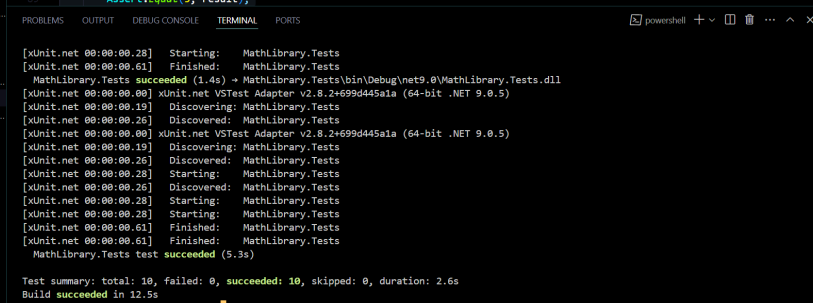 PROBLEMS OUTPUT DEBUG CONSOLE TERMINAL PORTS
powershell
[xUnit.net 00:00:00.28] Starting: MathLibrary.Tests
[xUnit.net 00:00:00.61] Finished: MathLibrary.Tests
MathLibrary.Tests succeeded (1.4s) → MathLibrary.Tests\bin\Debug\net9.0\MathLibrary.Tests.dll
[xUnit.net 00:00:00.00] xUnit.net VSTest Adapter v2.8.2+699d445a1a (64-bit .NET 9.0.5)
[xUnit.net 00:00:00.19] Discovering: MathLibrary.Tests
[xUnit.net 00:00:00.26] Discovered: MathLibrary.Tests
[xUnit.net 00:00:00.00] xUnit.net VSTest Adapter v2.8.2+699d445a1a (64-bit .NET 9.0.5)
[xUnit.net 00:00:00.19] Discovering: MathLibrary.Tests
[xUnit.net 00:00:00.26] Discovered: MathLibrary.Tests
[xUnit.net 00:00:00.28] Starting: MathLibrary.Tests
[xUnit.net 00:00:00.26] Discovered: MathLibrary.Tests
[xUnit.net 00:00:00.28] Starting: MathLibrary.Tests
[xUnit.net 00:00:00.28] Starting: MathLibrary.Tests
[xUnit.net 00:00:00.61] Finished: MathLibrary.Tests
[xUnit.net 00:00:00.61] Finished: MathLibrary.Tests
MathLibrary.Tests test succeeded (5.3s)
Test summary: total: 10, failed: 0, succeeded: 10, skipped: 0, duration: 2.6s
Build succeeded in 12.5s